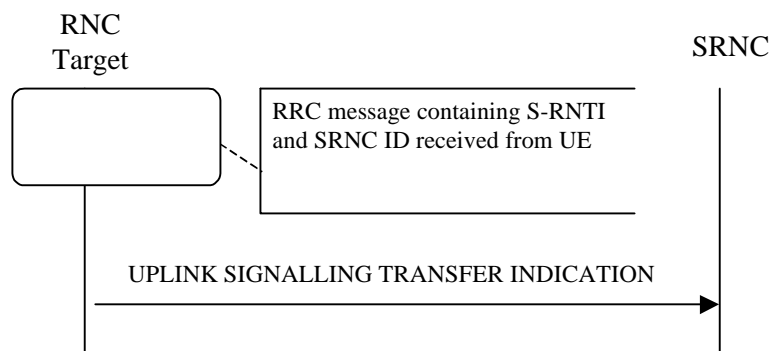 RNC
Target
SRNC
RRC message containing S-RNTI
and SRNC ID received from UE
UPLINK SIGNALLING TRANSFER INDICATION